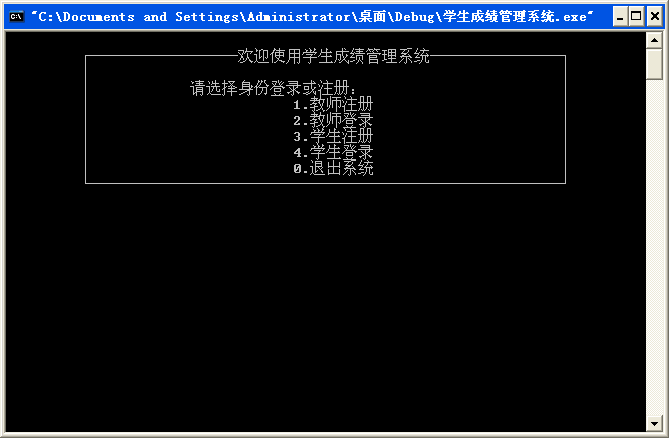 "C:\Documents and Settings\Administrator\桌面\Debug\学生成绩管理系统.exe"
欢迎使用学生成绩管理系统
请选择身份登录或注册：
1.教师注册
2.教师登录
3.学生注册
4.学生登录
0.退出系统